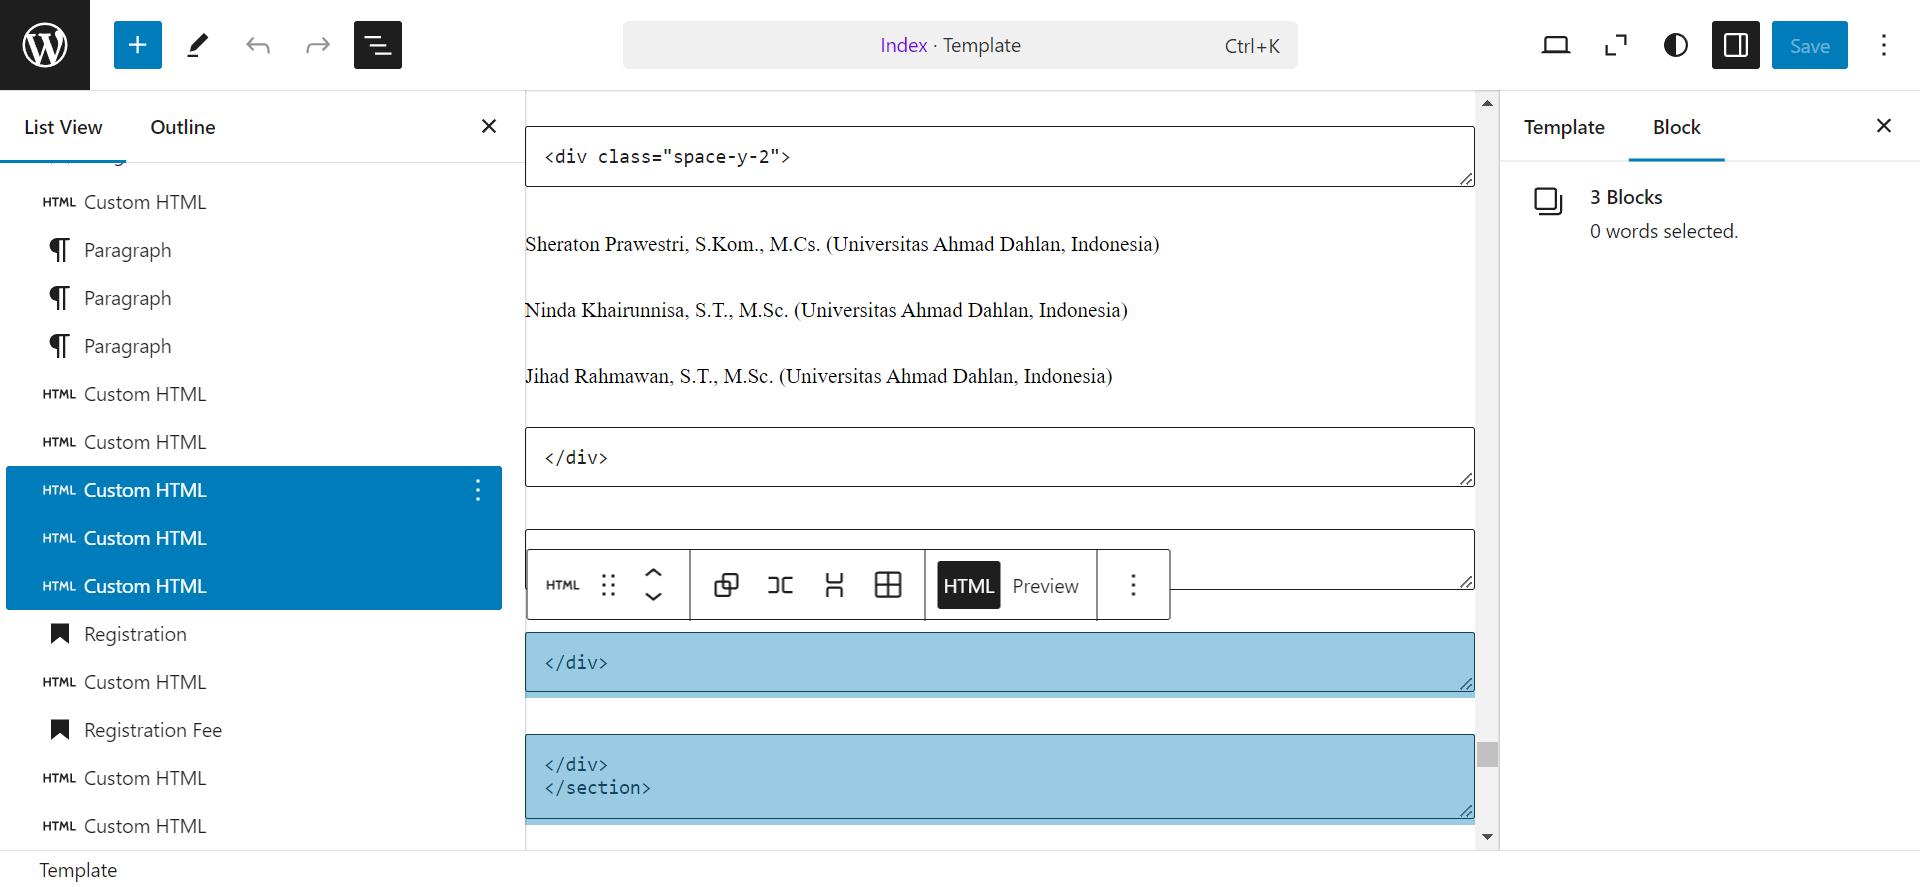 Index · Template
Ctrl+K
Save
List View
Outline
HTML Custom HTML
Paragraph
Paragraph
Paragraph
HTML Custom HTML
HTML Custom HTML
HTML Custom HTML
HTML Custom HTML
HTML Custom HTML
Registration
HTML Custom HTML
Registration Fee
HTML Custom HTML
HTML Custom HTML
<div class="space-y-2">
Sheraton Prawestri, S.Kom., M.Cs. (Universitas Ahmad Dahlan, Indonesia)
Ninda Khairunnisa, S.T., M.Sc. (Universitas Ahmad Dahlan, Indonesia)
Jihad Rahmawan, S.T., M.Sc. (Universitas Ahmad Dahlan, Indonesia)
</div>
HTML
HTML Preview
</div>
</div>
</section>
Template
Block
3 Blocks
0 words selected.
Template